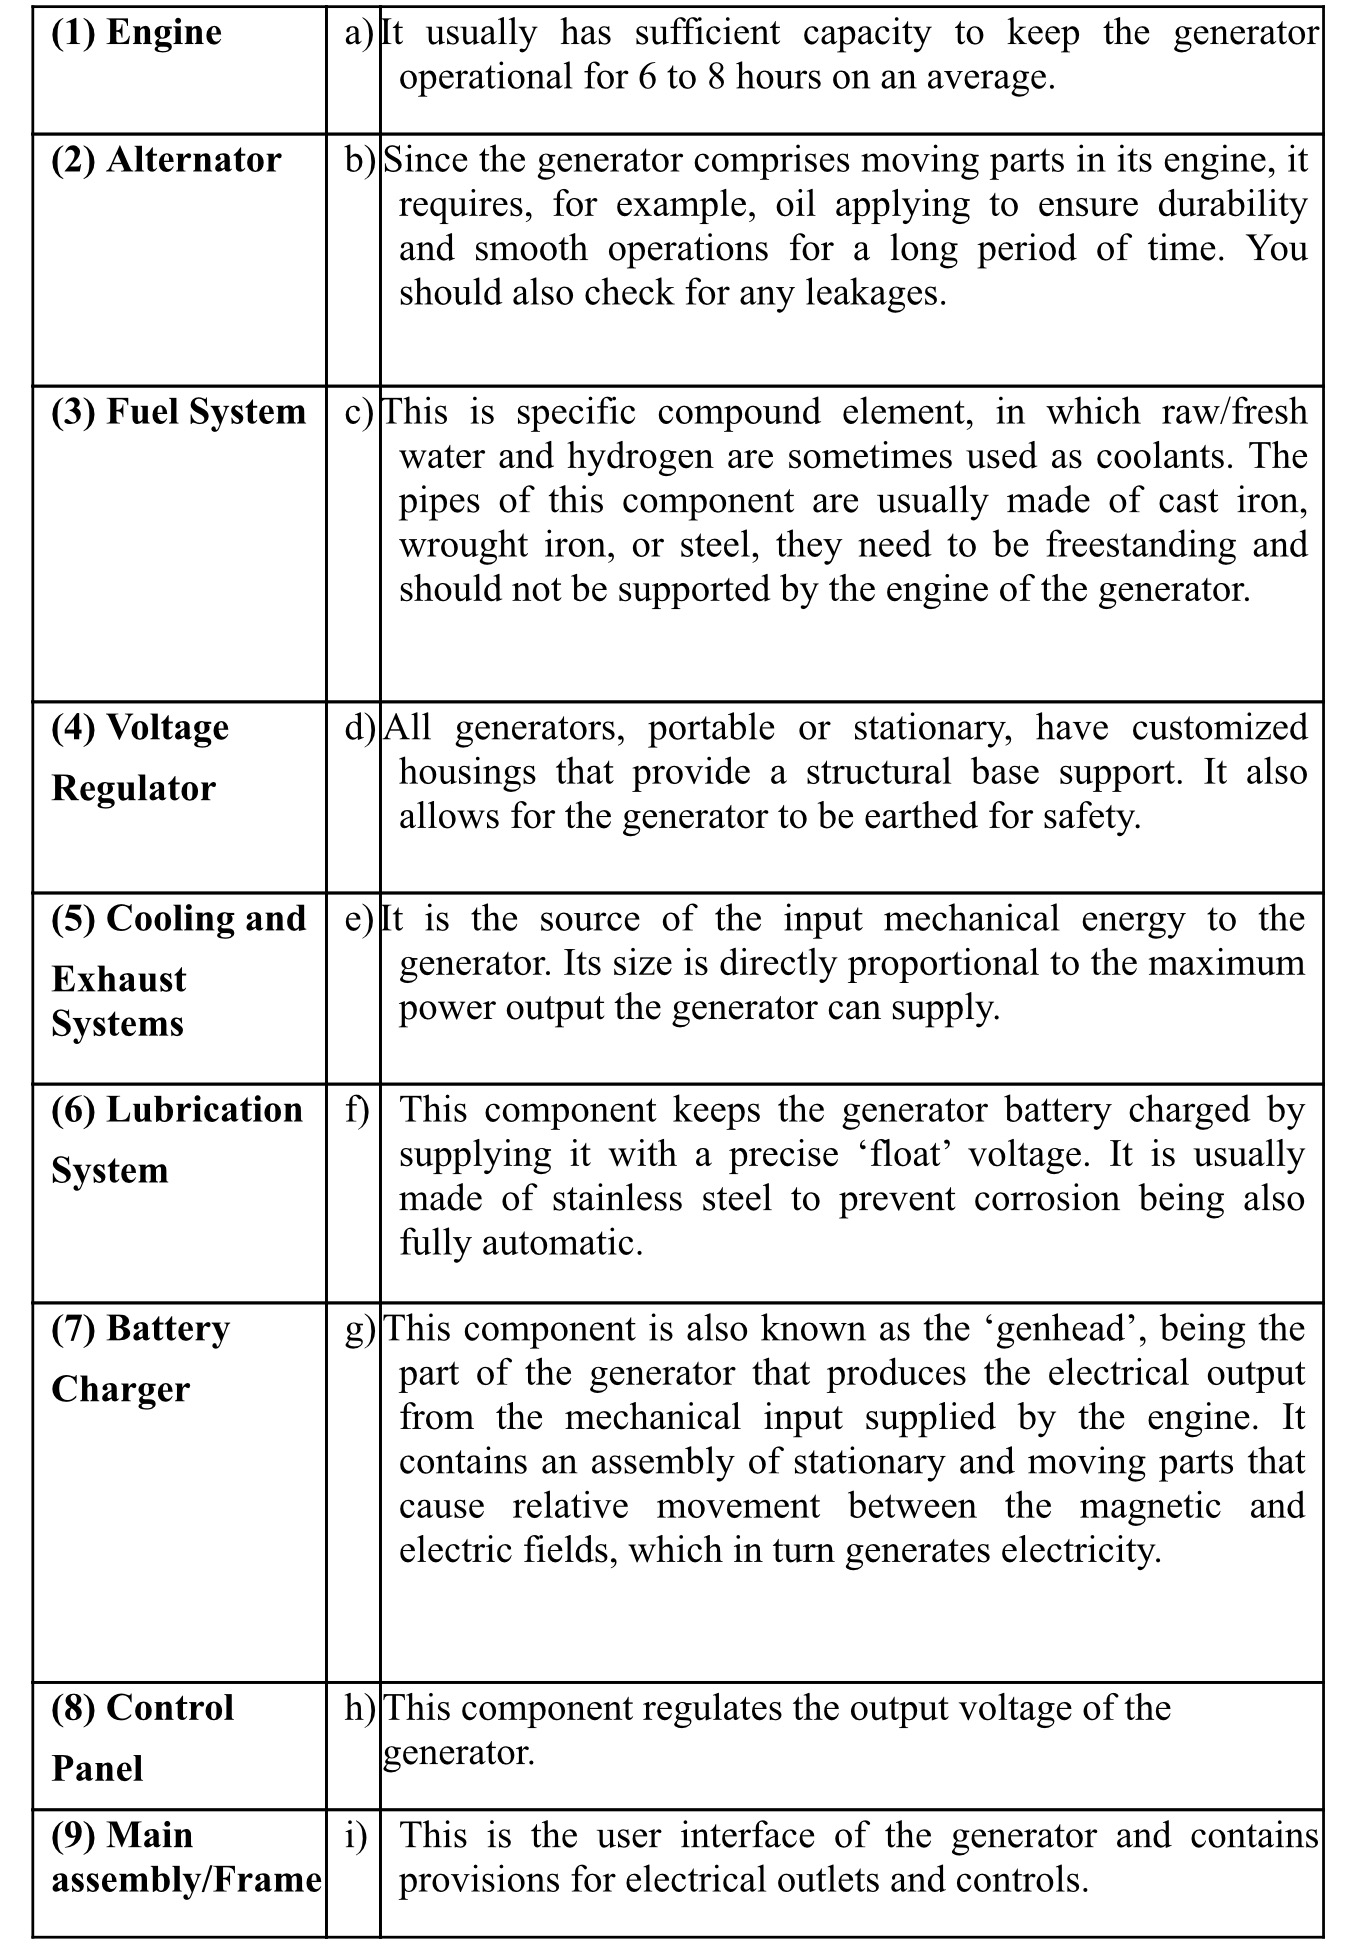 (1) Engine
a) It usually has sufficient capacity to keep the generator
operational for 6 to 8 hours on an average.
(2) Alternator
b) Since the generator comprises moving parts in its engine, it
requires, for example, oil applying to ensure durability
and smooth operations for a long period of time. You
should also check for any leakages.
(3) Fuel System
c) This is specific compound element, in which raw/fresh
water and hydrogen are sometimes used as coolants. The
pipes of this component are usually made of cast iron,
wrought iron, or steel, they need to be freestanding and
should not be supported by the engine of the generator.
(4) Voltage
Regulator
d) All generators, portable or stationary, have customized
housings that provide a structural base support. It also
allows for the generator to be earthed for safety.
(5) Cooling and
Exhaust
Systems
e) It is the source of the input mechanical energy to the
generator. Its size is directly proportional to the maximum
power output the generator can supply.
(6) Lubrication
System
f) This component keeps the generator battery charged by
supplying it with a precise ‘float’ voltage. It is usually
made of stainless steel to prevent corrosion being also
fully automatic.
(7) Battery
Charger
g) This component is also known as the ‘genhead’, being the
part of the generator that produces the electrical output
from the mechanical input supplied by the engine. It
contains an assembly of stationary and moving parts that
cause relative movement between the magnetic and
electric fields, which in turn generates electricity.
(8) Control
Panel
h) This component regulates the output voltage of the
generator.
(9) Main
assembly/Frame
i) This is the user interface of the generator and contains
provisions for electrical outlets and controls.